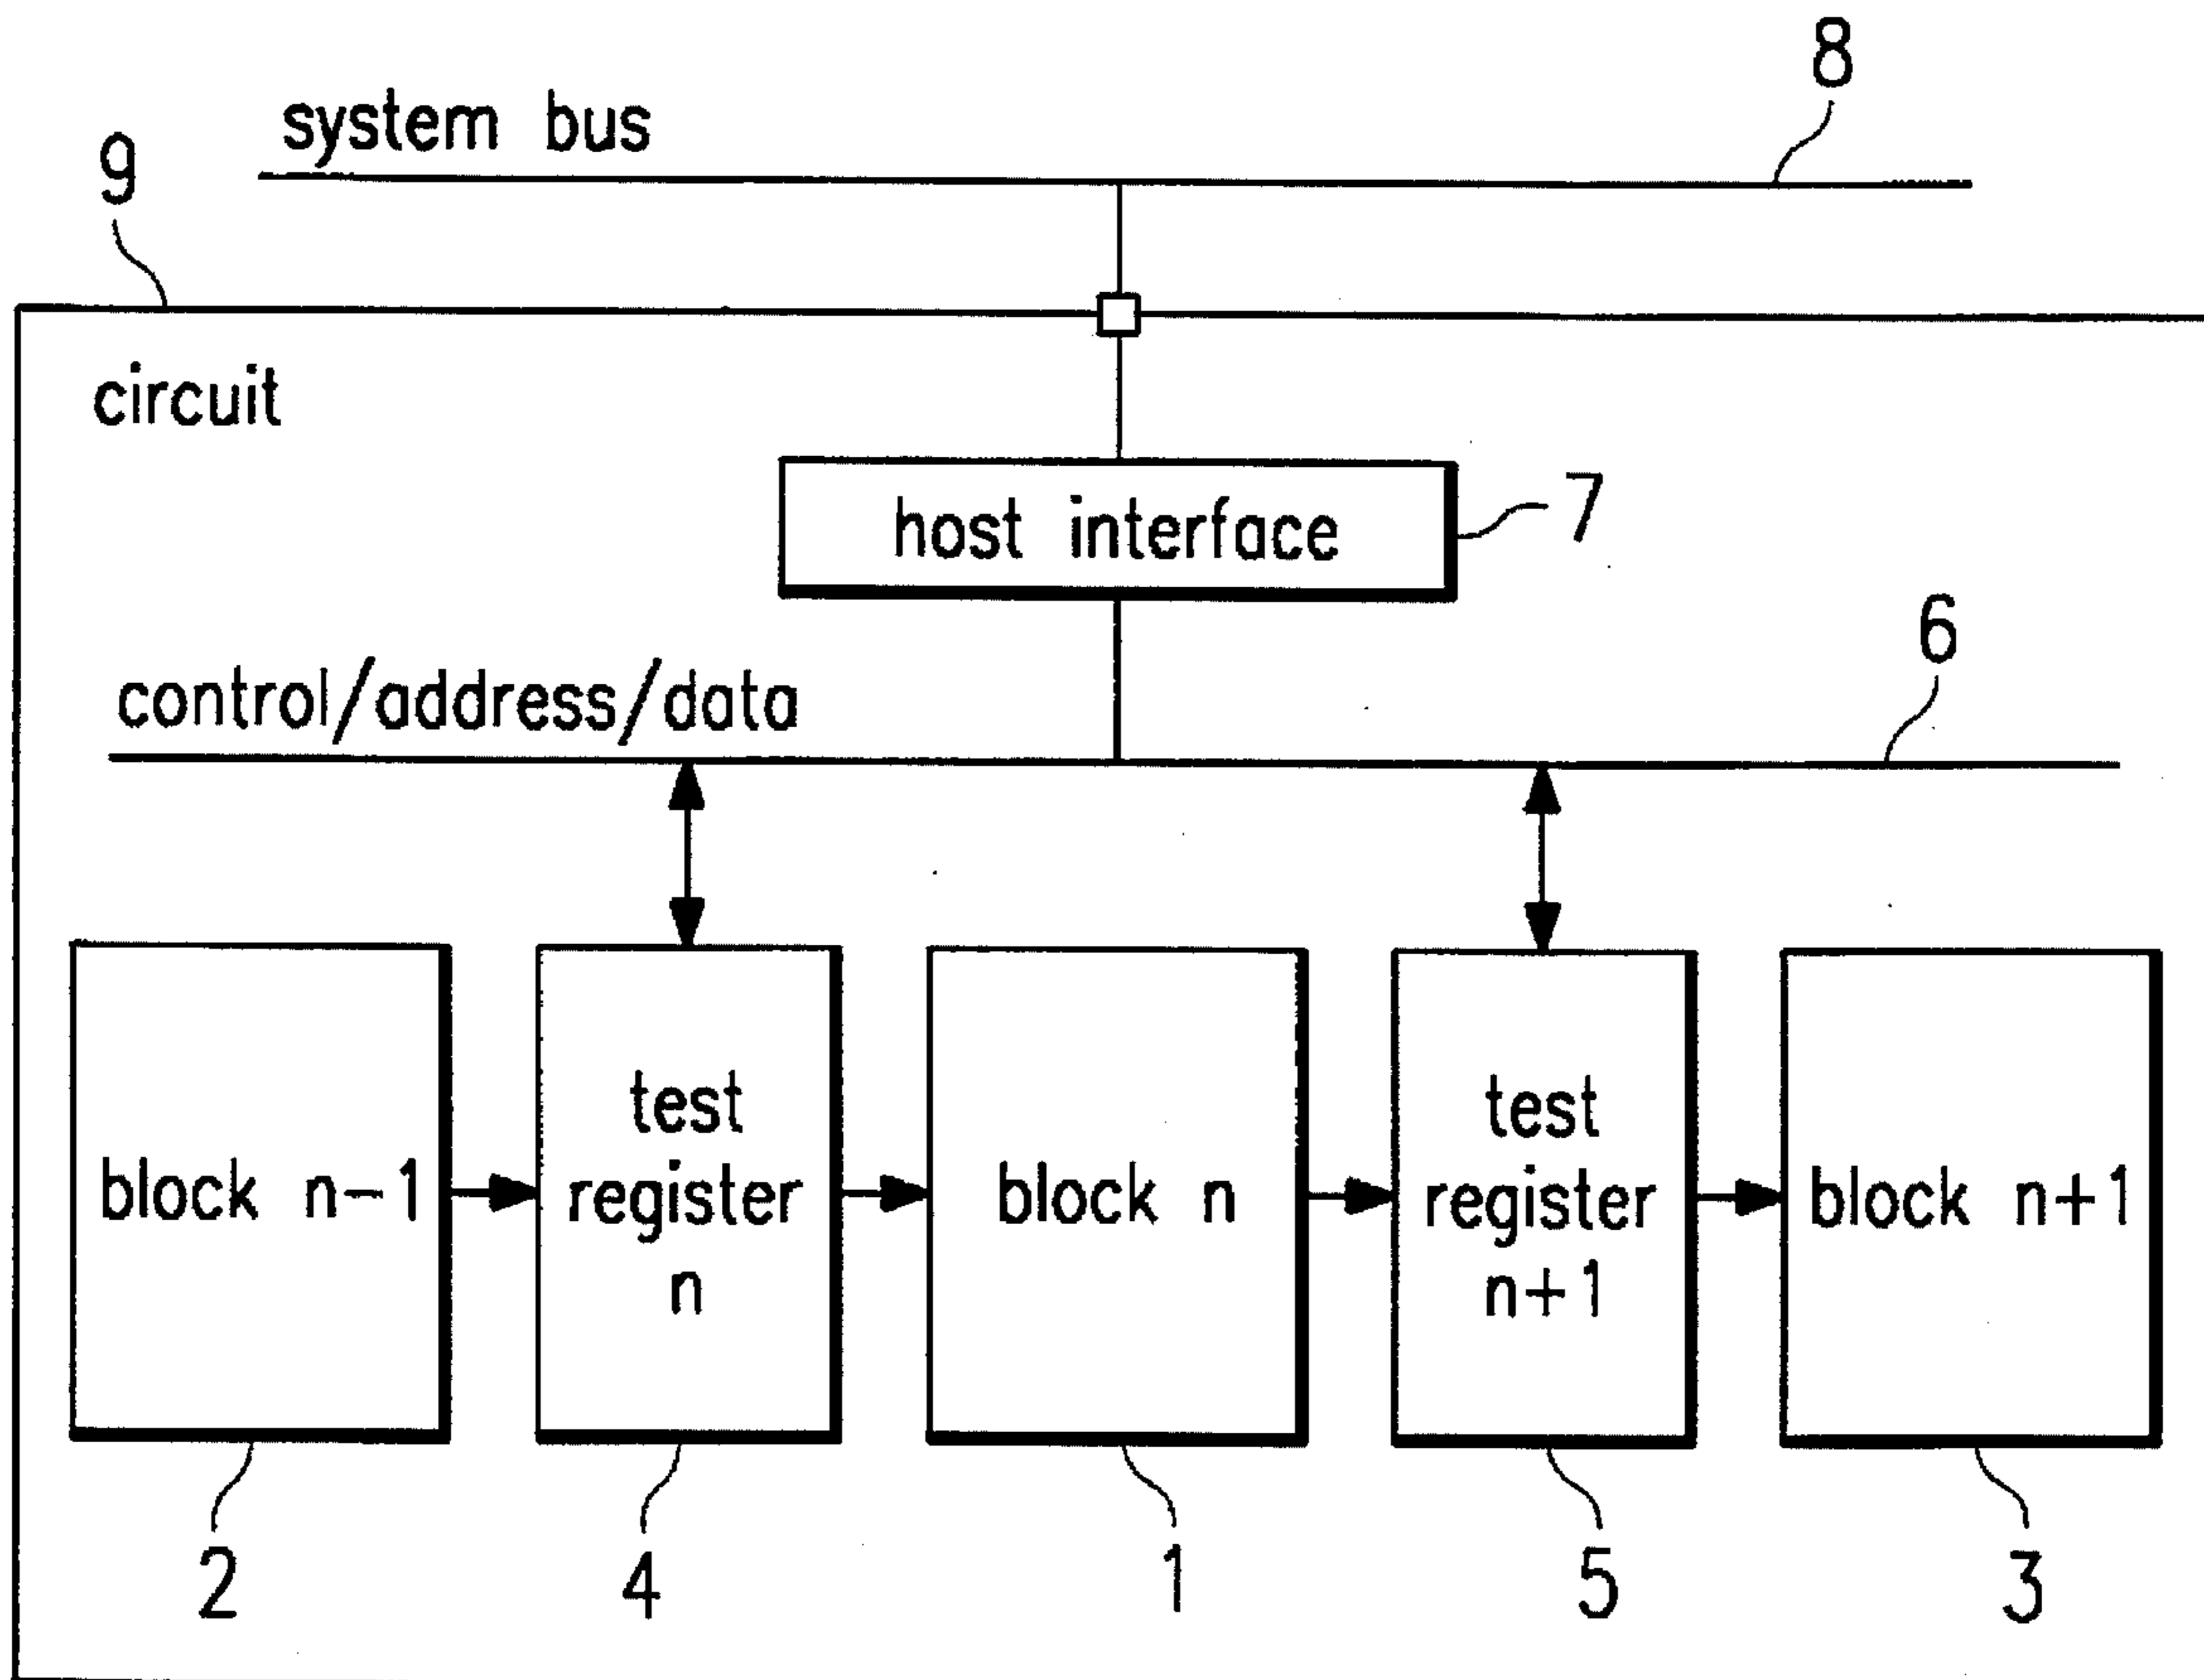 8
system bus
9
circuit
host interface
7
6
control/address/data
block n-1
test
register
n
block n
test
register
n+1
block n+1
2
4
1
5
3